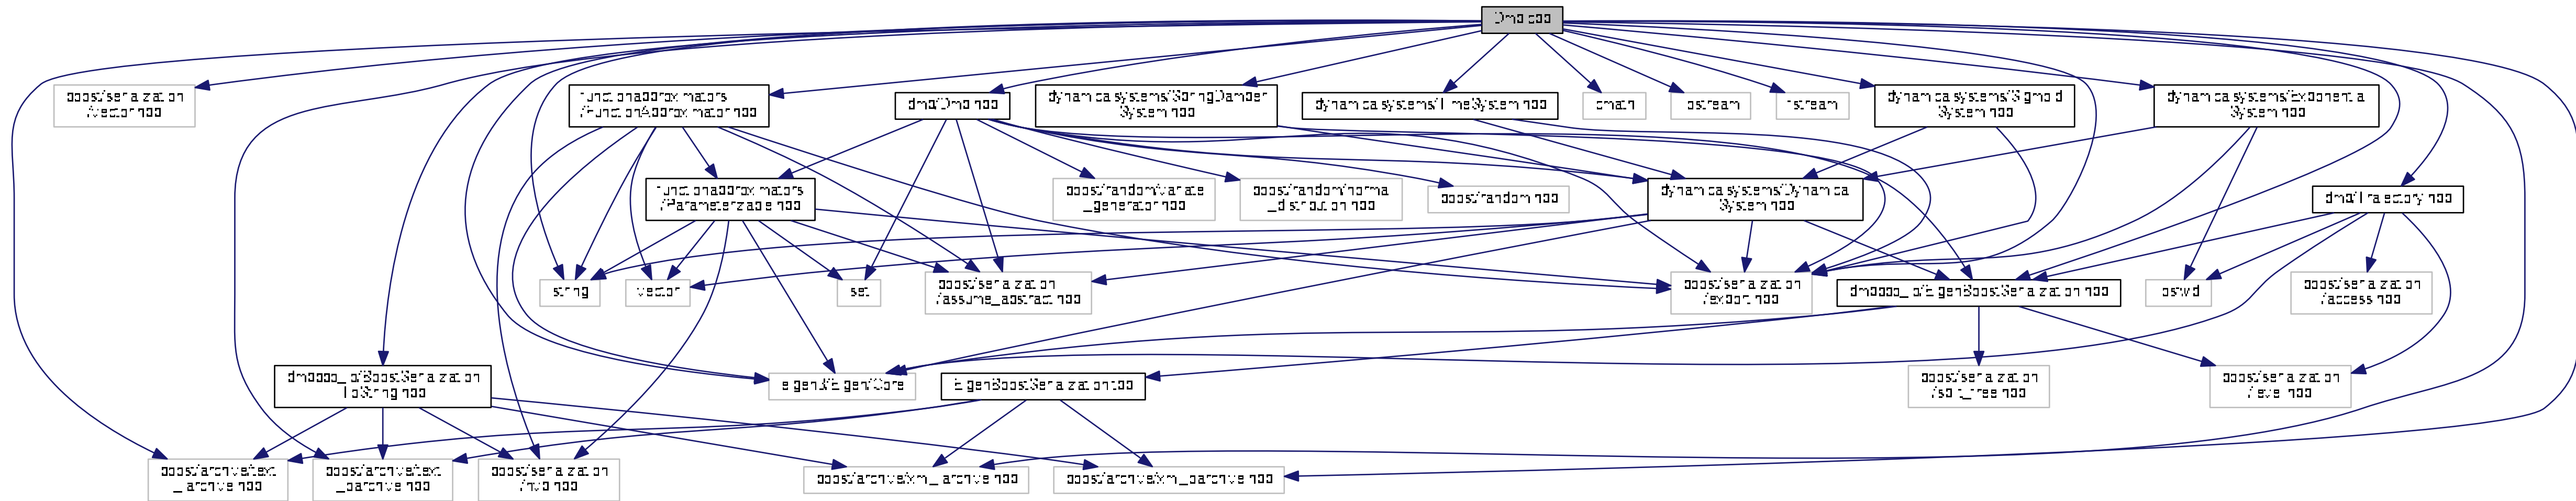 Dmp.cpp
boost/serialization
/vector.hpp
functionapproximators
/FunctionApproximator.hpp
dmp/Dmp.hpp
dynamicalsystems/SpringDamper
System.hpp
dynamicalsystems/TimeSystem.hpp
cmath
iostream
fstream
dynamicalsystems/Sigmoid
System.hpp
dynamicalsystems/Exponential
System.hpp
functionapproximators
/Parameterizable.hpp
boost/random/variate
_generator.hpp
boost/random/normal
_distribution.hpp
boost/random.hpp
dynamicalsystems/Dynamical
System.hpp
dmp/Trajectory.hpp
string
vector
set
boost/serialization
/assume_abstract.hpp
boost/serialization
/export.hpp
dmpbbo_io/EigenBoostSerialization.hpp
boost/serialization
/access.hpp
dmpbbo_io/BoostSerialization
ToString.hpp
eigen3/Eigen/Core
EigenBoostSerialization.tpp
boost/serialization
/split_free.hpp
boost/serialization
/level.hpp
boost/archive/text
_iarchive.hpp
boost/archive/text
_oarchive.hpp
boost/serialization
/nvp.hpp
boost/archive/xml_iarchive.hpp
boost/archive/xml_oarchive.hpp